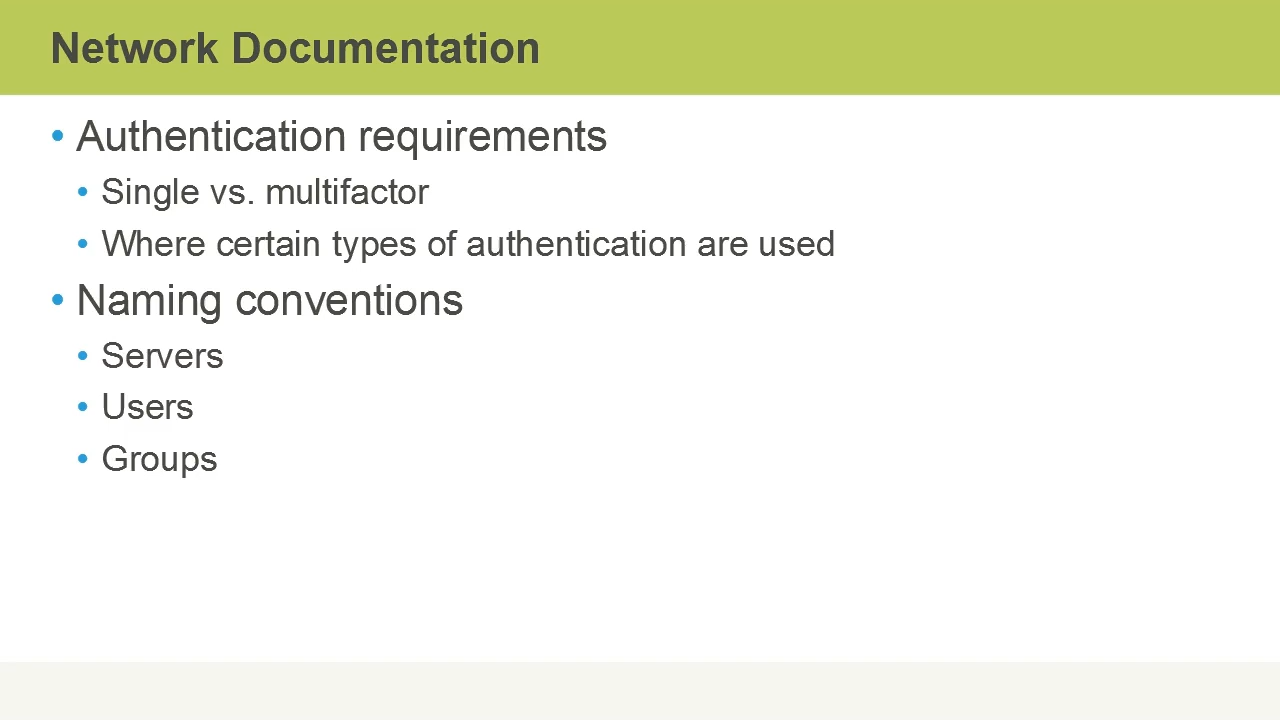 Network Documentation
• Authentication requirements
• Single vs. multifactor
• Where certain types of authentication are used
• Naming conventions
• Servers
• Users
• Groups